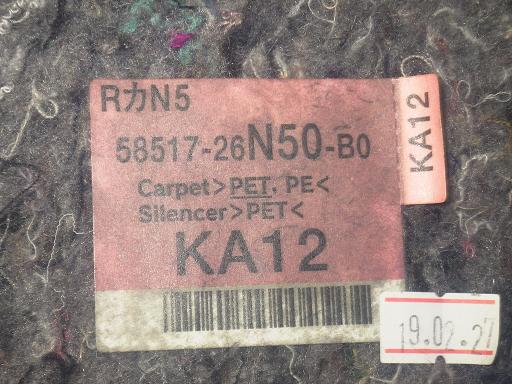 RカN5
58517-26N50-B0
Carpet>PET, PE<
Silencer>PET<
KA12
KA12
19.02.27